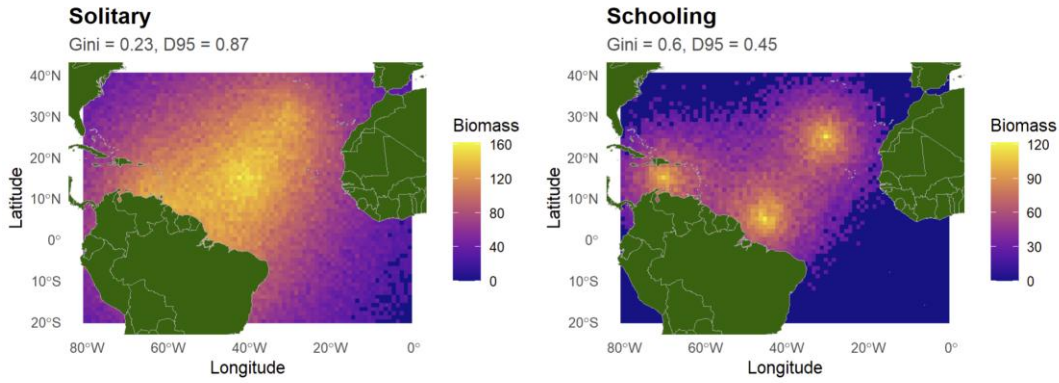 Solitary
Gini = 0.23, D95 = 0.87
40°N
30°N
20°N
10°N
0°
10°S
20°S
Latitude
80°W
60°W
40°W
20°W
0°
Longitude
Biomass
160
120
80
40
0
Schooling
Gini = 0.6, D95 = 0.45
40°N
30°N
20°N
10°N
0°
10°S
20°S
Latitude
80°W
60°W
40°W
20°W
0°
Longitude
Biomass
120
90
60
30
0